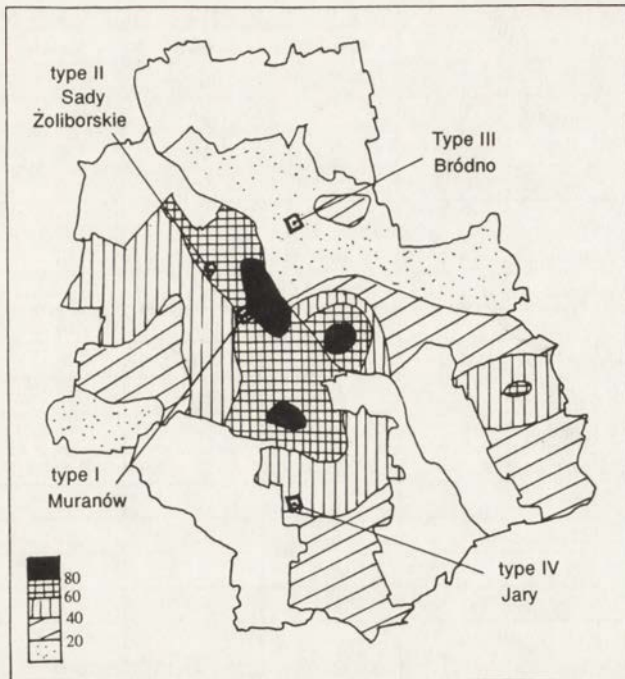 type II
Sady
Żoliborskie
Type III
Bródno
type I
Muranów
type IV
Jary
80
60
40
20